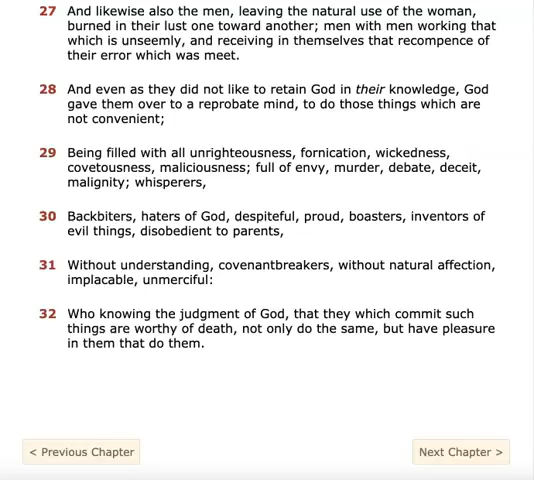 27 And likewise also the men, leaving the natural use of the woman,
burned in their lust one toward another; men with men working that
which is unseemly, and receiving in themselves that recompence of
their error which was meet.
28 And even as they did not like to retain God in their knowledge, God
gave them over to a reprobate mind, to do those things which are
not convenient;
29 Being filled with all unrighteousness, fornication, wickedness,
covetousness, maliciousness; full of envy, murder, debate, deceit,
malignity; whisperers,
30 Backbiters, haters of God, despiteful, proud, boasters, inventors of
evil things, disobedient to parents,
31 Without understanding, covenantbreakers, without natural affection,
implacable, unmerciful:
32 Who knowing the judgment of God, that they which commit such
things are worthy of death, not only do the same, but have pleasure
in them that do them.
< Previous Chapter
Next Chapter >